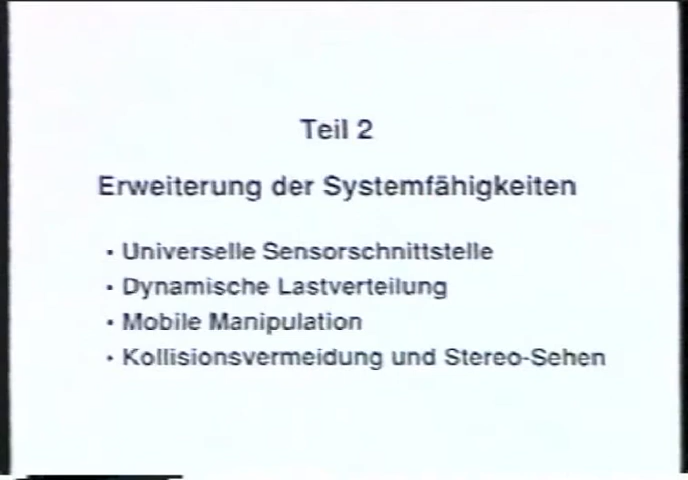 Teil 2
Erweiterung der Systemfähigkeiten
• Universelle Sensorschnittstelle
• Dynamische Lastverteilung
• Mobile Manipulation
• Kollisionsvermeidung und Stereo-Sehen